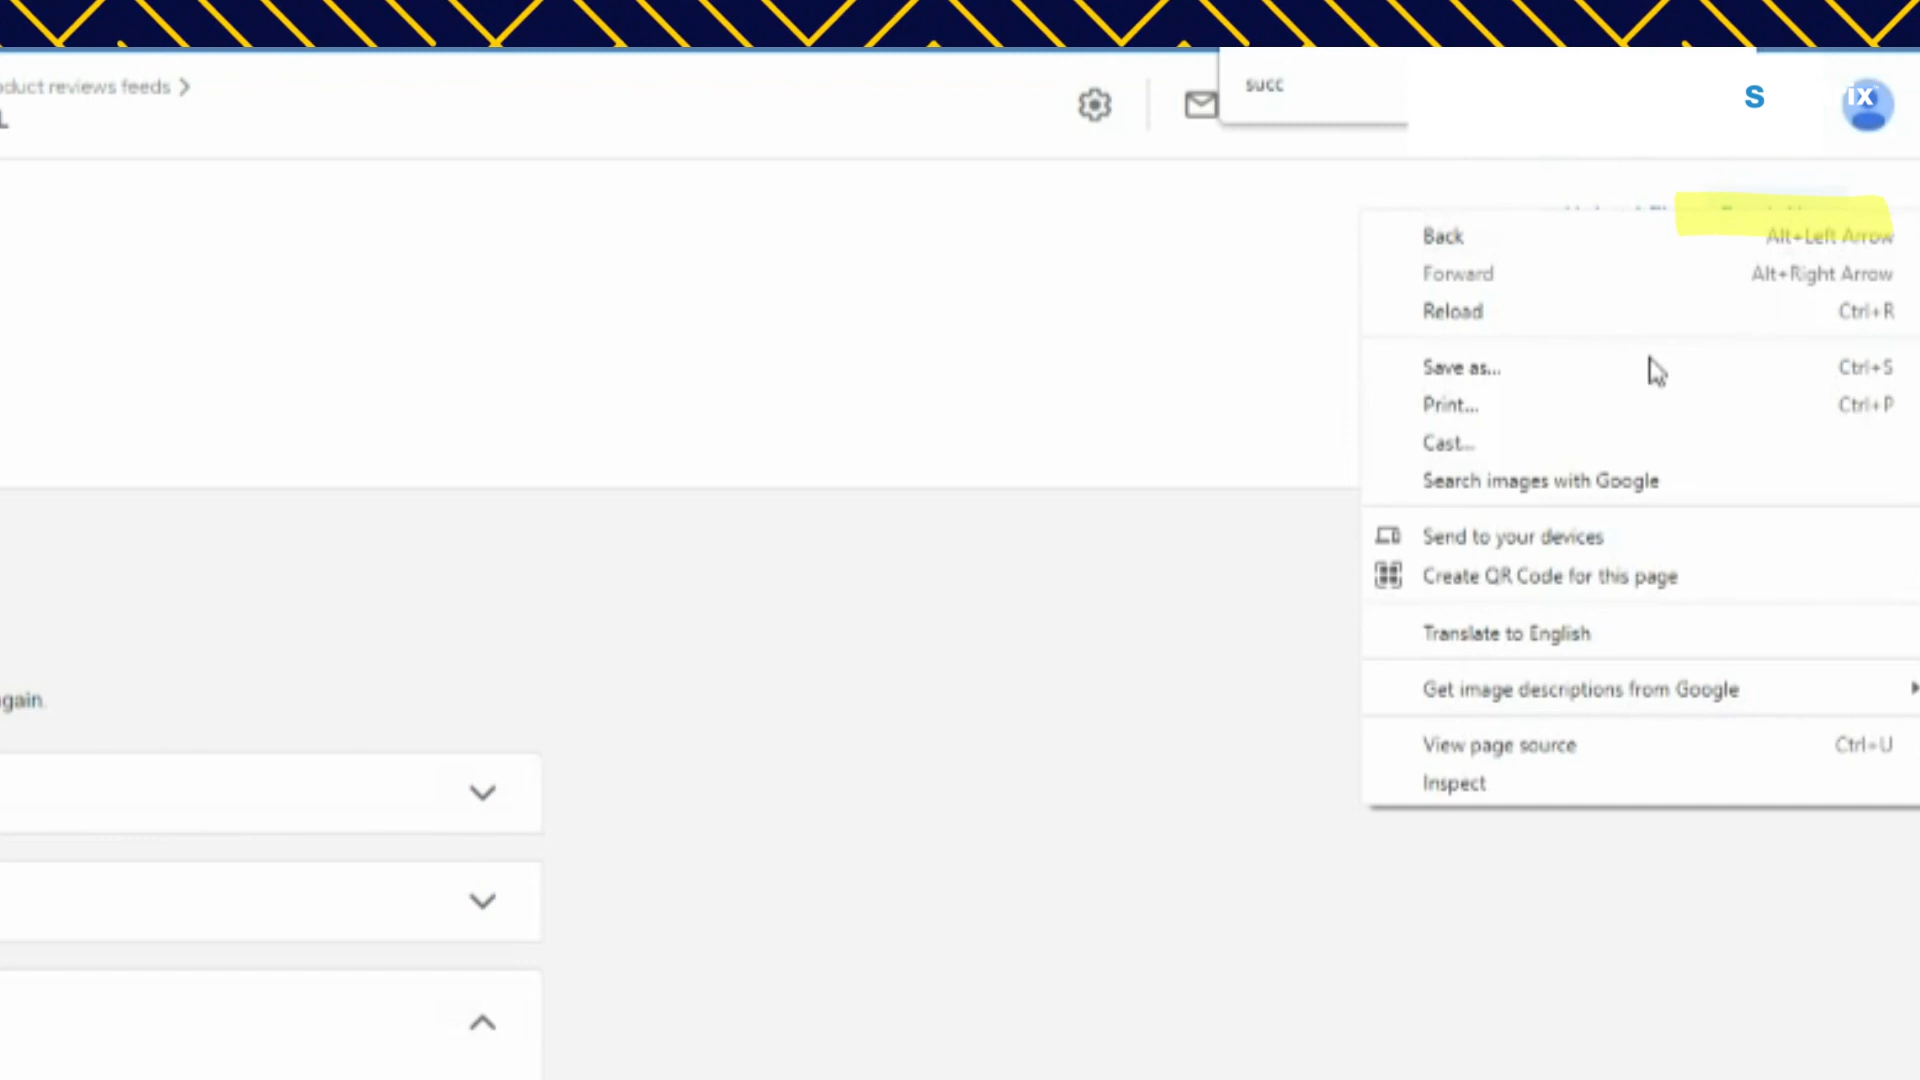 oduct reviews feeds
succ
S
ix
L
Back Alt+Left Arrow
Forward Alt+Right Arrow
Reload Ctrl+R
Save as... Ctrl+S
Print... Ctrl+P
Cast...
Search images with Google
Send to your devices
Create QR Code for this page
Translate to English
Get image descriptions from Google
View page source Ctrl+U
Inspect
gain.